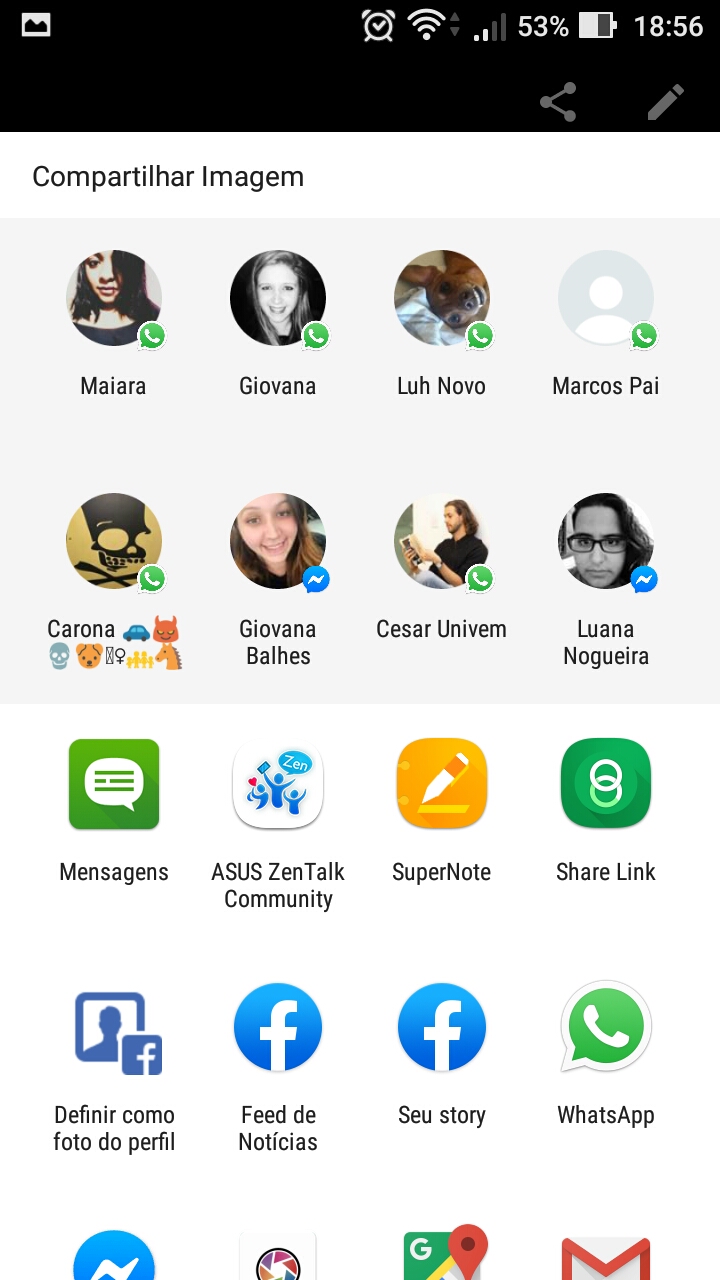 53% 18:56
Compartilhar Imagem
Maiara Giovana Luh Novo Marcos Pai
Carona 🚗👿 Giovana Cesar Univem Luana
💀🐶♀👨‍👨‍👧🐴 Balhes Nogueira
Zen
Mensagens ASUS ZenTalk SuperNote Share Link
Community
Definir como Feed de Seu story WhatsApp
foto do perfil Notícias
G